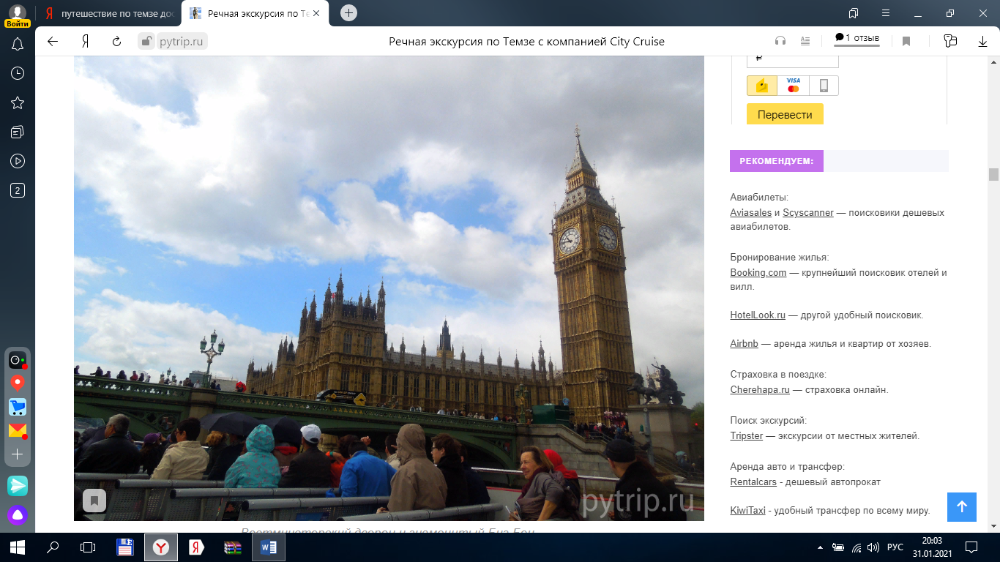 Войти
путешествие по темзе дос
Речная экскурсия по Те
pytrip.ru
Речная экскурсия по Темзе с компанией City Cruise
1 отзыв
2
₽
VISA
Перевести
РЕКОМЕНДУЕМ:
Авиабилеты:
Aviasales и Scyscanner — поисковики дешевых
авиабилетов.
Бронирование жилья:
Booking.com — крупнейший поисковик отелей и
вилл.
HotelLook.ru — другой удобный поисковик.
Airbnb — аренда жилья и квартир от хозяев.
Страховка в поездке:
Cherehapa.ru — страховка онлайн.
Поиск экскурсий:
Tripster — экскурсии от местных жителей.
Аренда авто и трансфер:
Rentalcars - дешевый автопрокат
KiwiTaxi - удобный трансфер по всему миру.
pytrip.ru
Вестминстерский дворец и знаменитый Биг Бен
РУС
20:03
31.01.2021